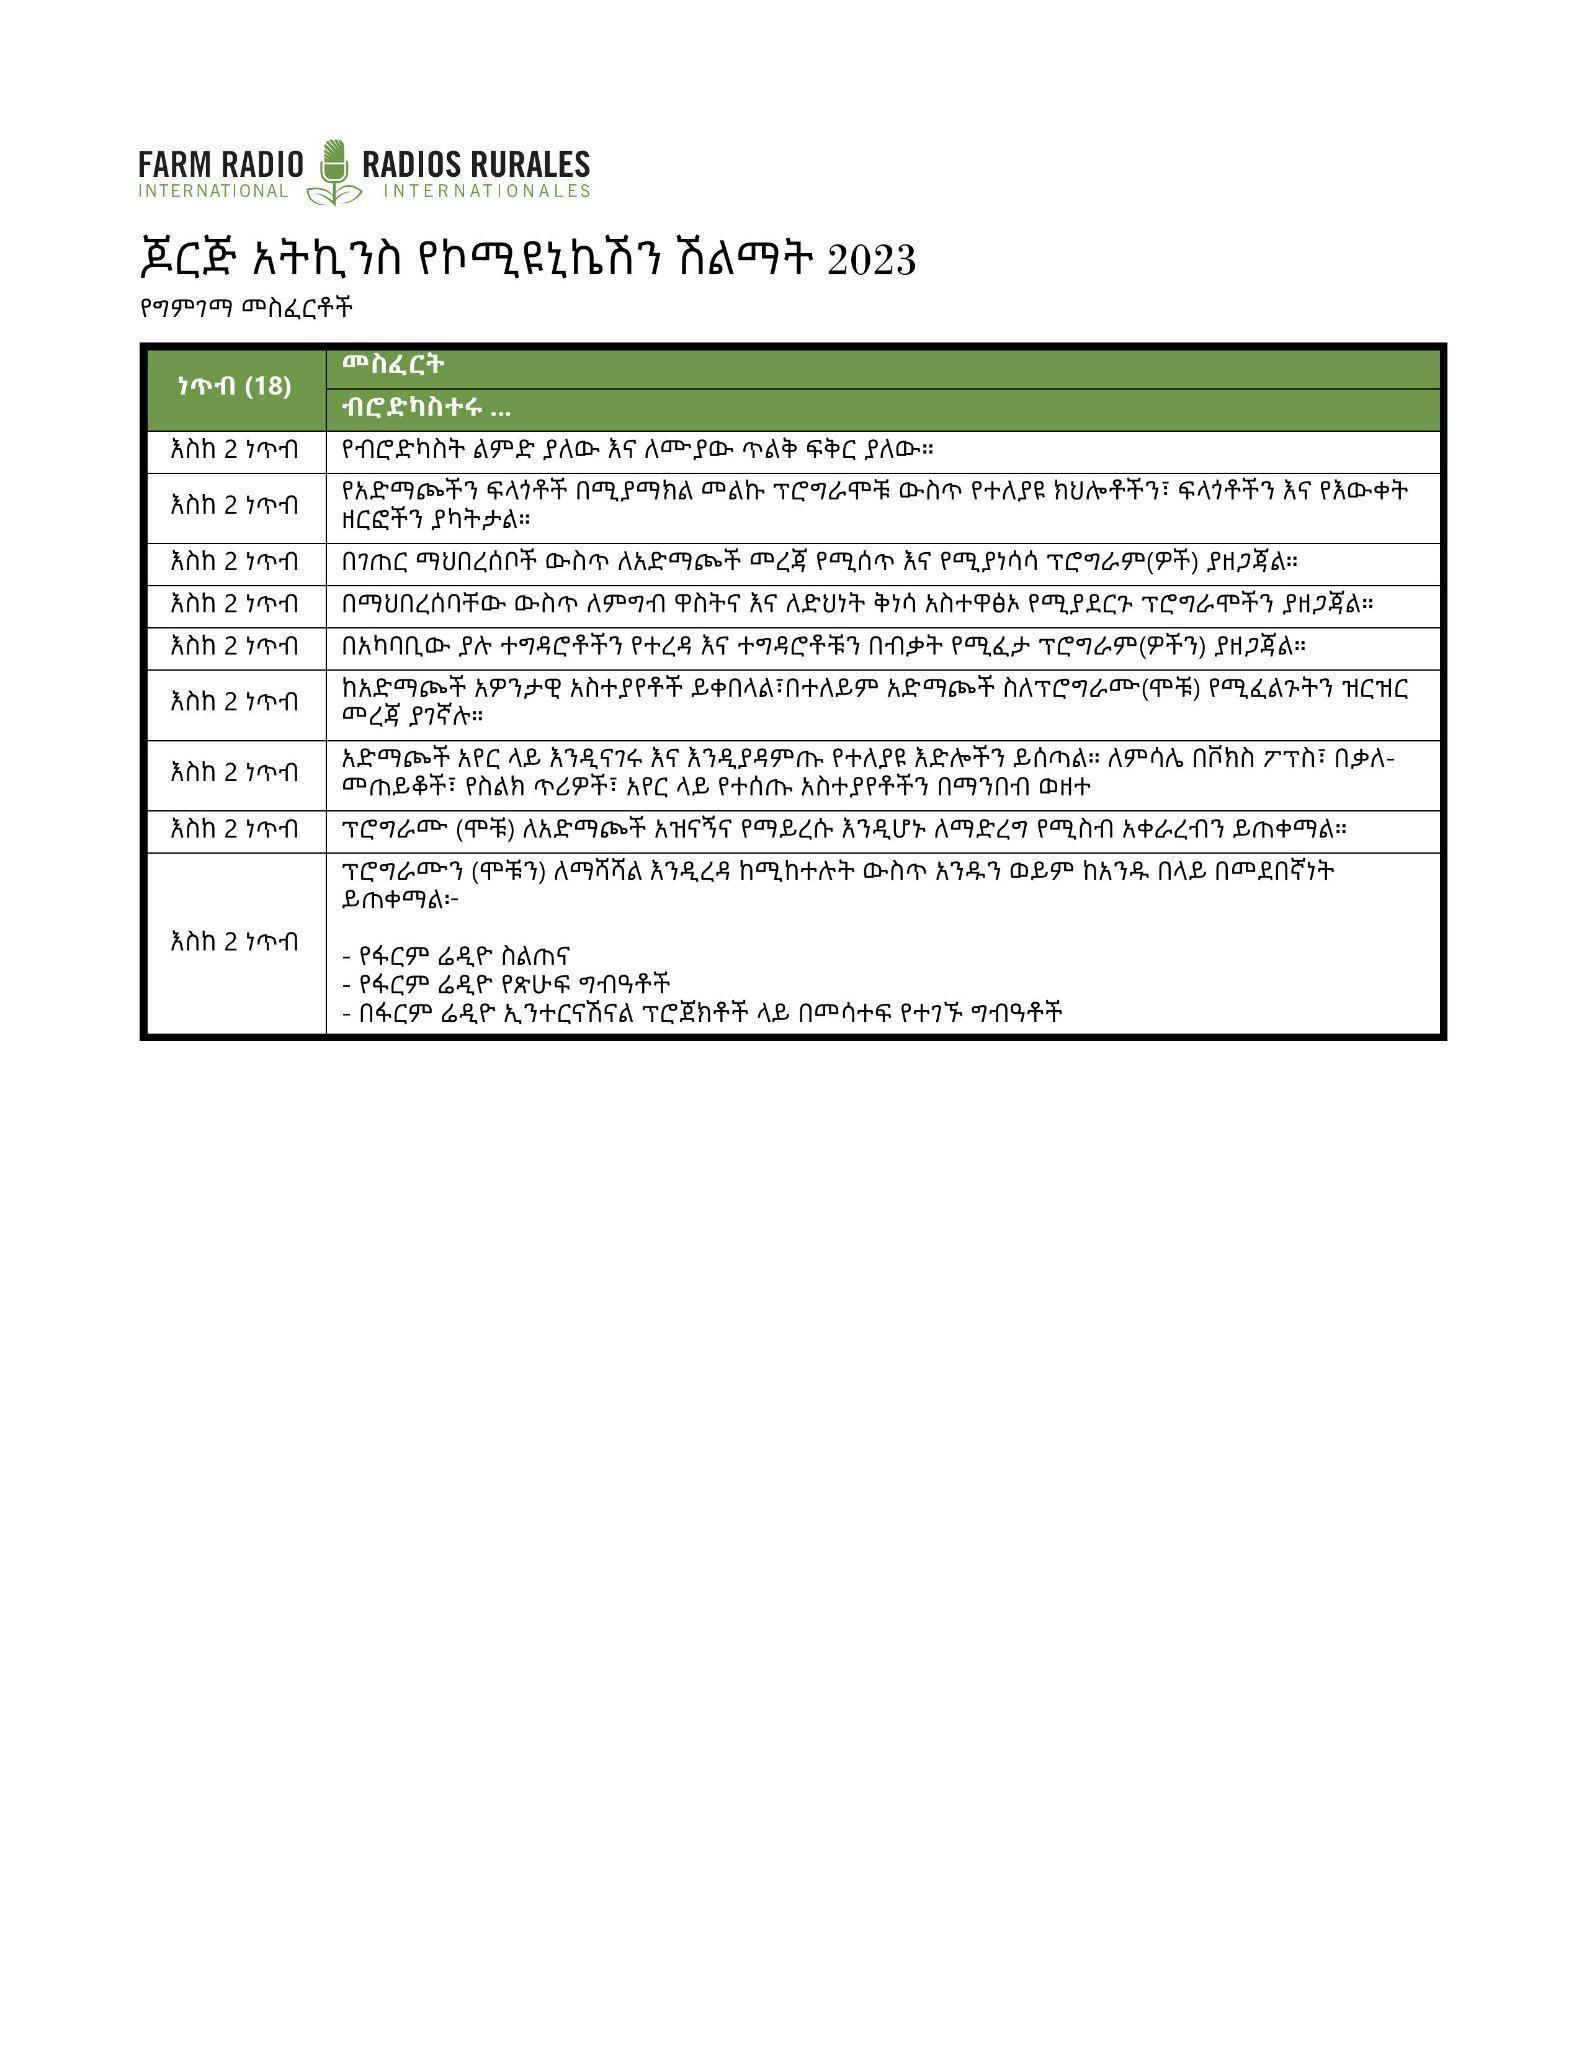 FARM RADIO RADIOS RURALES
INTERNATIONAL INTERNATIONALES
ጆርጅ አትኪንስ የኮሚዩኒኬሽን ሽልማት 2023
የግምገማ መስፈርቶች
ነጥብ (18)
መስፈርት
ብሮድካስተሩ ...
እስከ 2 ነጥብ
የብሮድካስት ልምድ ያለው እና ለሙያው ጥልቅ ፍቅር ያለው።
እስከ 2 ነጥብ
የአድማጮችን ፍላጎቶች በሚያማክል መልኩ ፕሮግራሞቹ ውስጥ የተለያዩ ክህሎቶችን፣ ፍላጎቶችን እና የእውቀት
ዘርፎችን ያካትታል።
እስከ 2 ነጥብ
በገጠር ማህበረሰቦች ውስጥ ለአድማጮች መረጃ የሚሰጥ እና የሚያነሳሳ ፕሮግራም(ዎች) ያዘጋጃል።
እስከ 2 ነጥብ
በማህበረሰባቸው ውስጥ ለምግብ ዋስትና እና ለድህነት ቅነሳ አስተዋፅኦ የሚያደርጉ ፕሮግራሞችን ያዘጋጃል።
እስከ 2 ነጥብ
በአካባቢው ያሉ ተግዳሮቶችን የተረዳ እና ተግዳሮቶቹን በብቃት የሚፈታ ፕሮግራም(ዎችን) ያዘጋጃል።
እስከ 2 ነጥብ
ከአድማጮች አዎንታዊ አስተያየቶች ይቀበላል፣በተለይም አድማጮች ስለፕሮግራሙ(ሞቹ) የሚፈልጉትን ዝርዝር
መረጃ ያገኛሉ።
እስከ 2 ነጥብ
አድማጮች አየር ላይ እንዲናገሩ እና እንዲያዳምጡ የተለያዩ እድሎችን ይሰጣል። ለምሳሌ በቮክስ ፖፕስ፣ በቃለ-
መጠይቆች፣ የስልክ ጥሪዎች፣ አየር ላይ የተሰጡ አስተያየቶችን በማንበብ ወዘተ
እስከ 2 ነጥብ
ፕሮግራሙ (ሞቹ) ለአድማጮች አዝናኝና የማይረሱ እንዲሆኑ ለማድረግ የሚስብ አቀራረብን ይጠቀማል።
እስከ 2 ነጥብ
ፕሮግራሙን (ሞቹን) ለማሻሻል እንዲረዳ ከሚከተሉት ውስጥ አንዱን ወይም ከአንዱ በላይ በመደበኛነት
ይጠቀማል፡-
- የፋርም ሬዲዮ ስልጠና
- የፋርም ሬዲዮ የጽሁፍ ግብዓቶች
- በፋርም ሬዲዮ ኢንተርናሽናል ፕሮጀክቶች ላይ በመሳተፍ የተገኙ ግብዓቶች